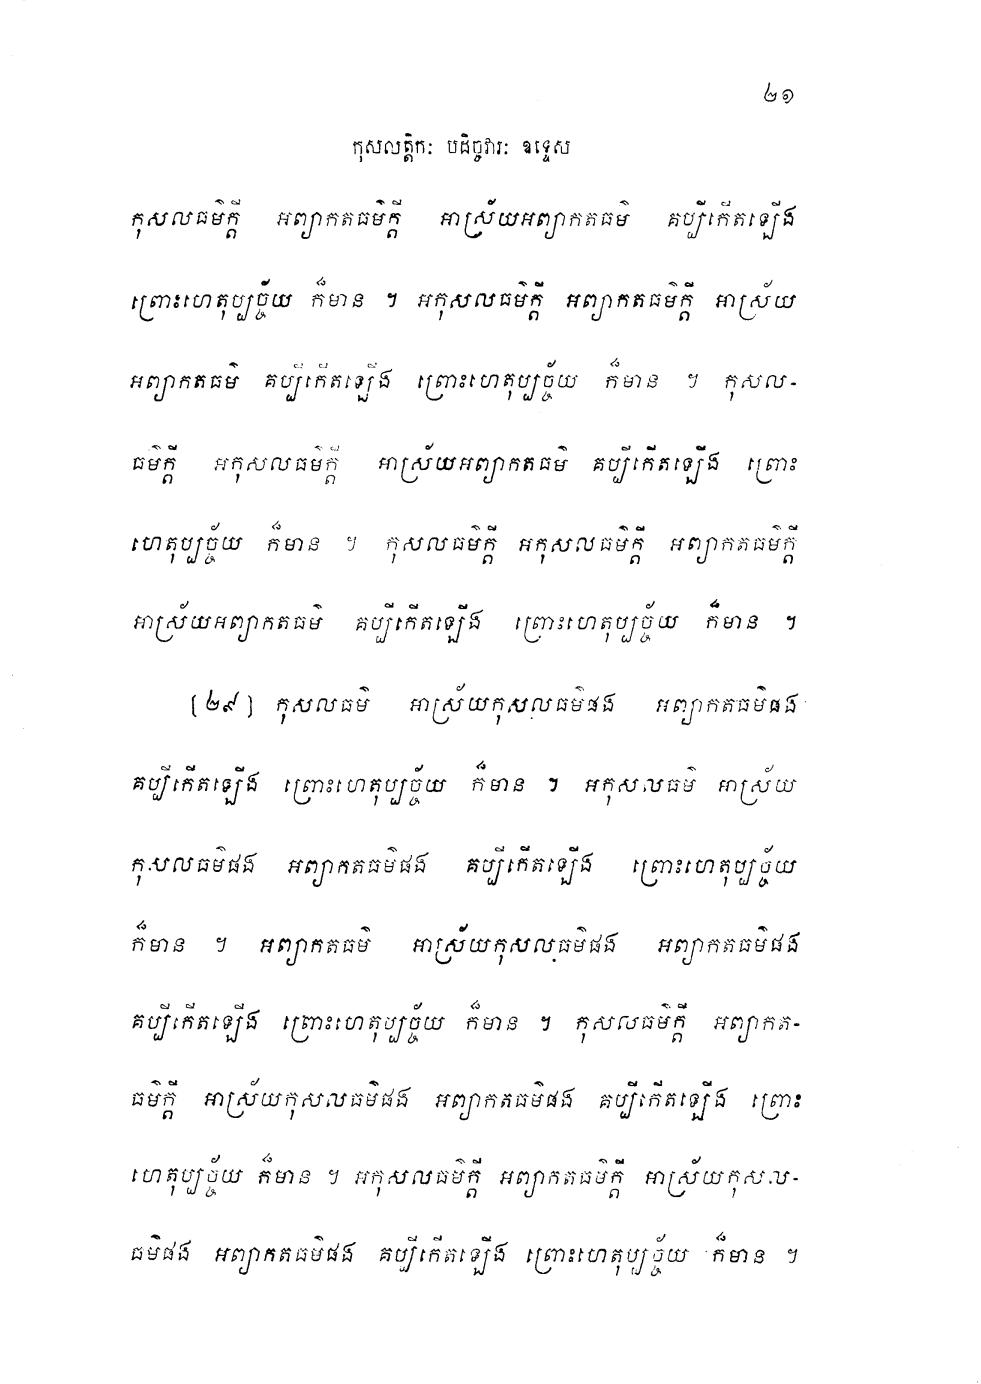 ២១
កុសលត្តិកៈ បដិច្ចវារៈ ឧទ្ទេស
កុសលធម៌ក្តី អព្យាកតធម៌ក្តី អាស្រ័យអព្យាកតធម៌ គប្បីកើតឡើង
ព្រោះហេតុប្បច្ច័យ ក៏មាន ។ អកុសលធម៌ក្តី អព្យាកតធម៌ក្តី អាស្រ័យ
អព្យាកតធម៌ គប្បីកើតឡើង ព្រោះហេតុប្បច្ច័យ ក៏មាន ។ កុសល-
ធម៌ក្តី អកុសលធម៌ក្តី អាស្រ័យអព្យាកតធម៌ គប្បីកើតឡើង ព្រោះ
ហេតុប្បច្ច័យ ក៏មាន ។ កុសលធម៌ក្តី អកុសលធម៌ក្តី អព្យាកតធម៌ក្តី
អាស្រ័យអព្យាកតធម៌ គប្បីកើតឡើង ព្រោះហេតុប្បច្ច័យ ក៏មាន ។
[២៩] កុសលធម៌ អាស្រ័យកុសលធម៌ផង អព្យាកតធម៌ផង
គប្បីកើតឡើង ព្រោះហេតុប្បច្ច័យ ក៏មាន ។ អកុសលធម៌ អាស្រ័យ
កុសលធម៌ផង អព្យាកតធម៌ផង គប្បីកើតឡើង ព្រោះហេតុប្បច្ច័យ
ក៏មាន ។ អព្យាកតធម៌ អាស្រ័យកុសលធម៌ផង អព្យាកតធម៌ផង
គប្បីកើតឡើង ព្រោះហេតុប្បច្ច័យ ក៏មាន ។ កុសលធម៌ក្តី អព្យាកត-
ធម៌ក្តី អាស្រ័យកុសលធម៌ផង អព្យាកតធម៌ផង គប្បីកើតឡើង ព្រោះ
ហេតុប្បច្ច័យ ក៏មាន ។ អកុសលធម៌ក្តី អព្យាកតធម៌ក្តី អាស្រ័យកុសល-
ធម៌ផង អព្យាកតធម៌ផង គប្បីកើតឡើង ព្រោះហេតុប្បច្ច័យ ក៏មាន ។